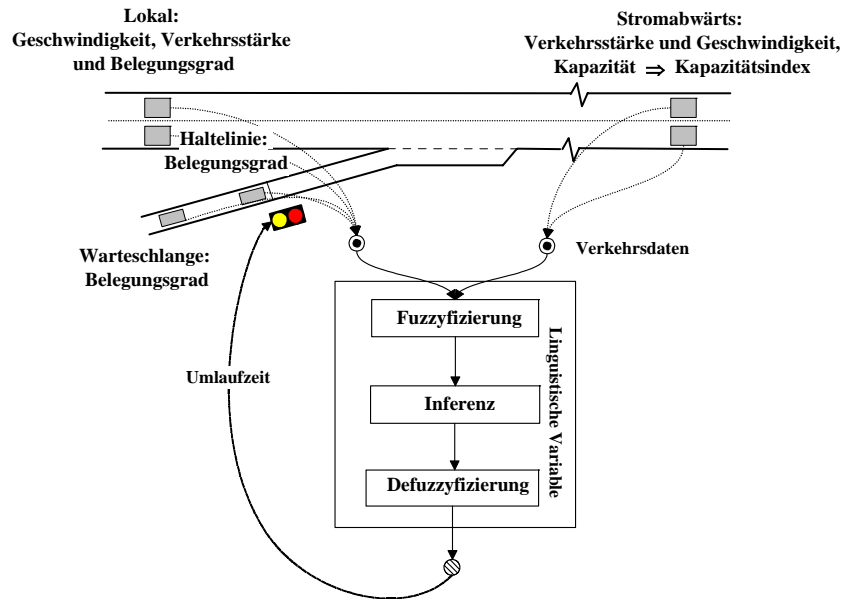 Lokal:
Geschwindigkeit, Verkehrsstärke
und Belegungsgrad
Stromabwärts:
Verkehrsstärke und Geschwindigkeit,
Kapazität ⇒ Kapazitätsindex
Haltelinie:
Belegungsgrad
Warteschlange:
Belegungsgrad
Verkehrsdaten
Umlaufzeit
Fuzzyfizierung
Inferenz
Defuzzyfizierung
Linguistische Variable